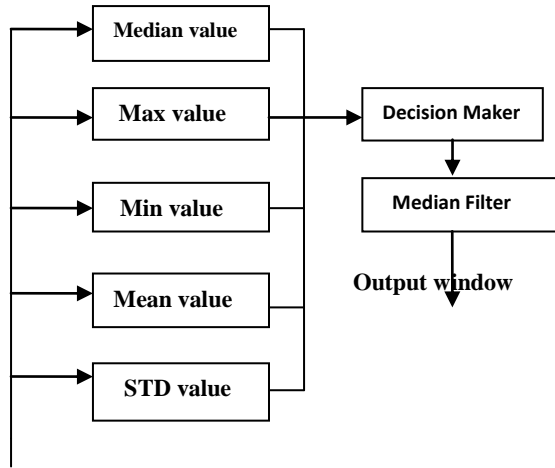 Median value
Max value
Min value
Mean value
STD value
Decision Maker
Median Filter
Output window